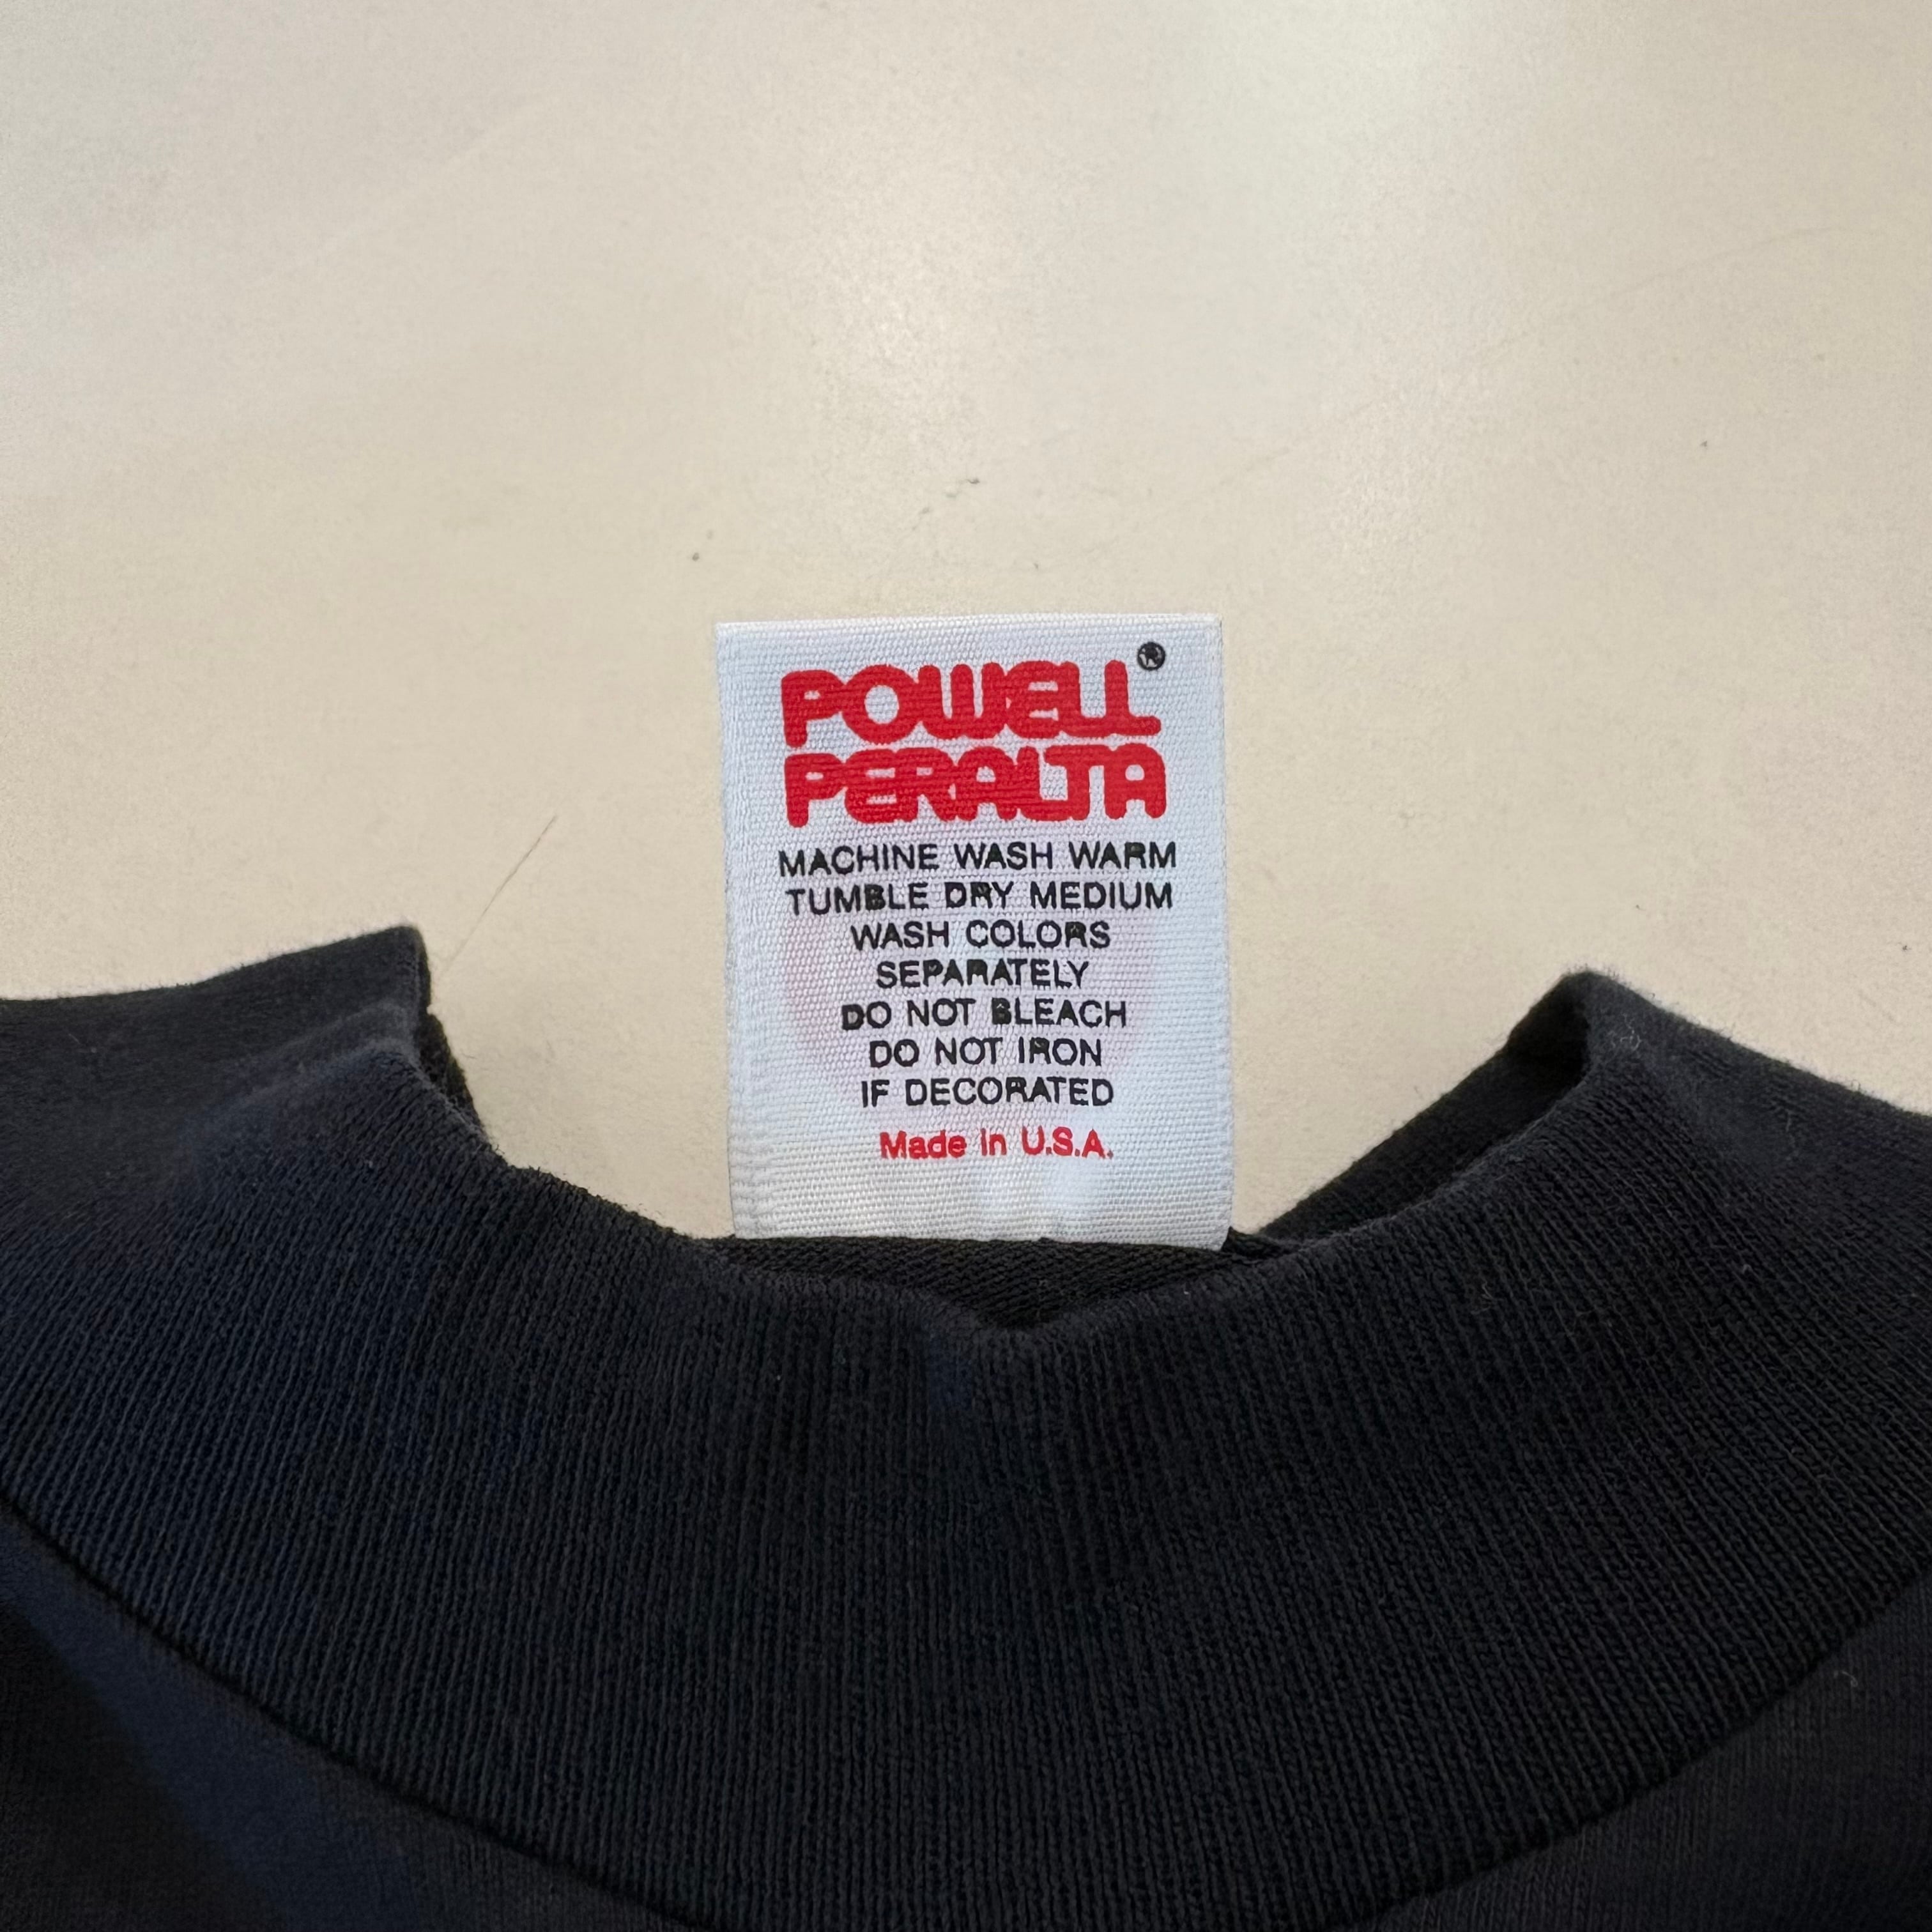 POWELL®
PERALTA
MACHINE WASH WARM
TUMBLE DRY MEDIUM
WASH COLORS
SEPARATELY
DO NOT BLEACH
DO NOT IRON
IF DECORATED
Made in U.S.A.